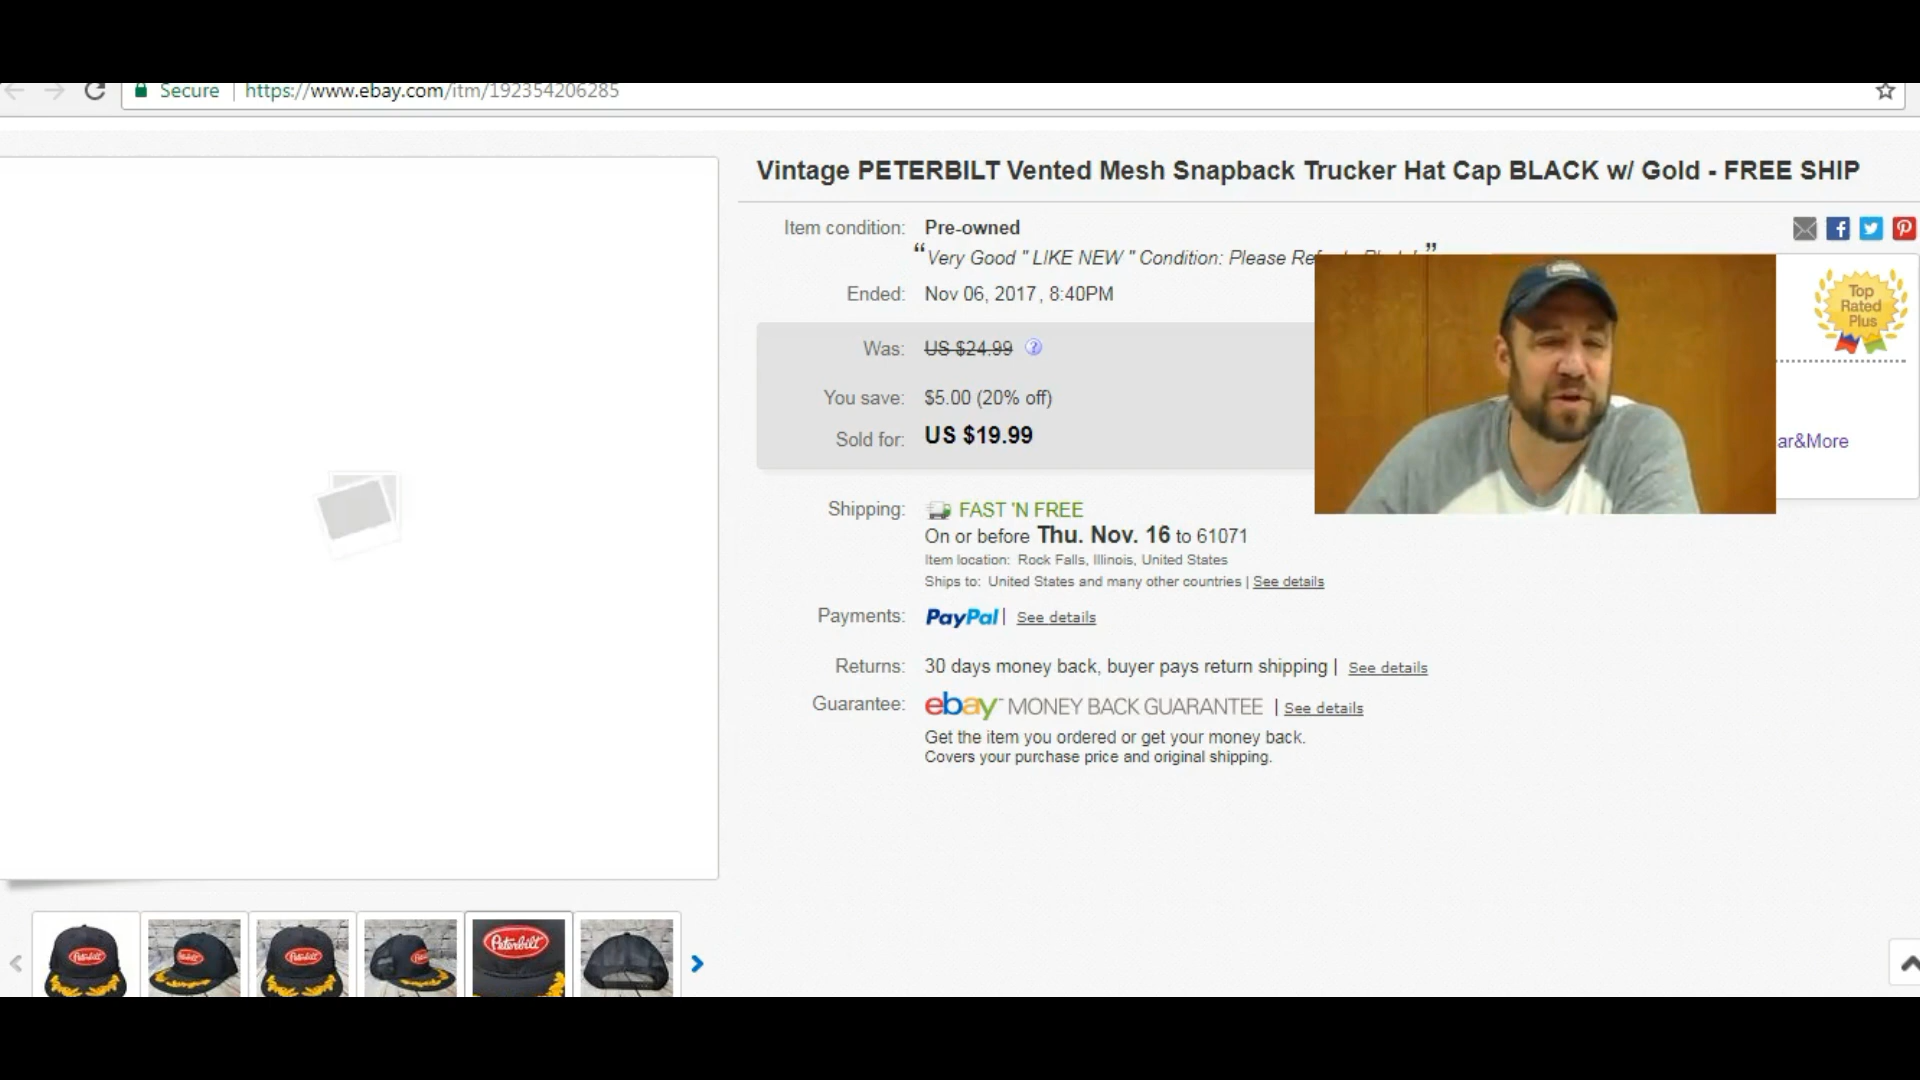 Secure https://www.ebay.com/itm/192354206285
Vintage PETERBILT Vented Mesh Snapback Trucker Hat Cap BLACK w/ Gold - FREE SHIP
Item condition: Pre-owned
“Very Good " LIKE NEW " Condition: Please ”
Ended: Nov 06, 2017 , 8:40PM
Top
Rated
Plus
Was: US $24.99
You save: $5.00 (20% off)
Sold for: US $19.99
ar&More
Shipping: FAST 'N FREE
On or before Thu. Nov. 16 to 61071
Item location: Rock Falls, Illinois, United States
Ships to: United States and many other countries | See details
Payments: PayPal | See details
Returns: 30 days money back, buyer pays return shipping | See details
Guarantee: ebay MONEY BACK GUARANTEE | See details
Get the item you ordered or get your money back.
Covers your purchase price and original shipping.
Peterbilt Peterbilt Peterbilt Peterbilt